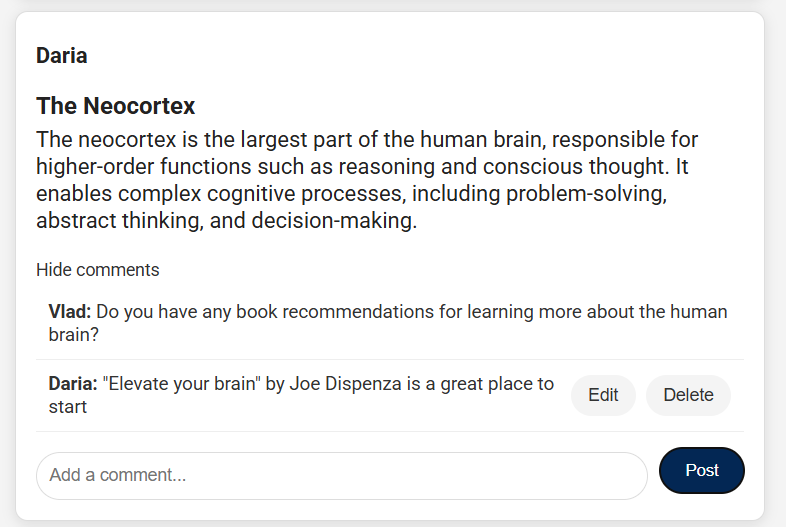 Daria
The Neocortex
The neocortex is the largest part of the human brain, responsible for
higher-order functions such as reasoning and conscious thought. It
enables complex cognitive processes, including problem-solving,
abstract thinking, and decision-making.
Hide comments
Vlad: Do you have any book recommendations for learning more about the human
brain?
Daria: "Elevate your brain" by Joe Dispenza is a great place to
start
Edit
Delete
Add a comment...
Post